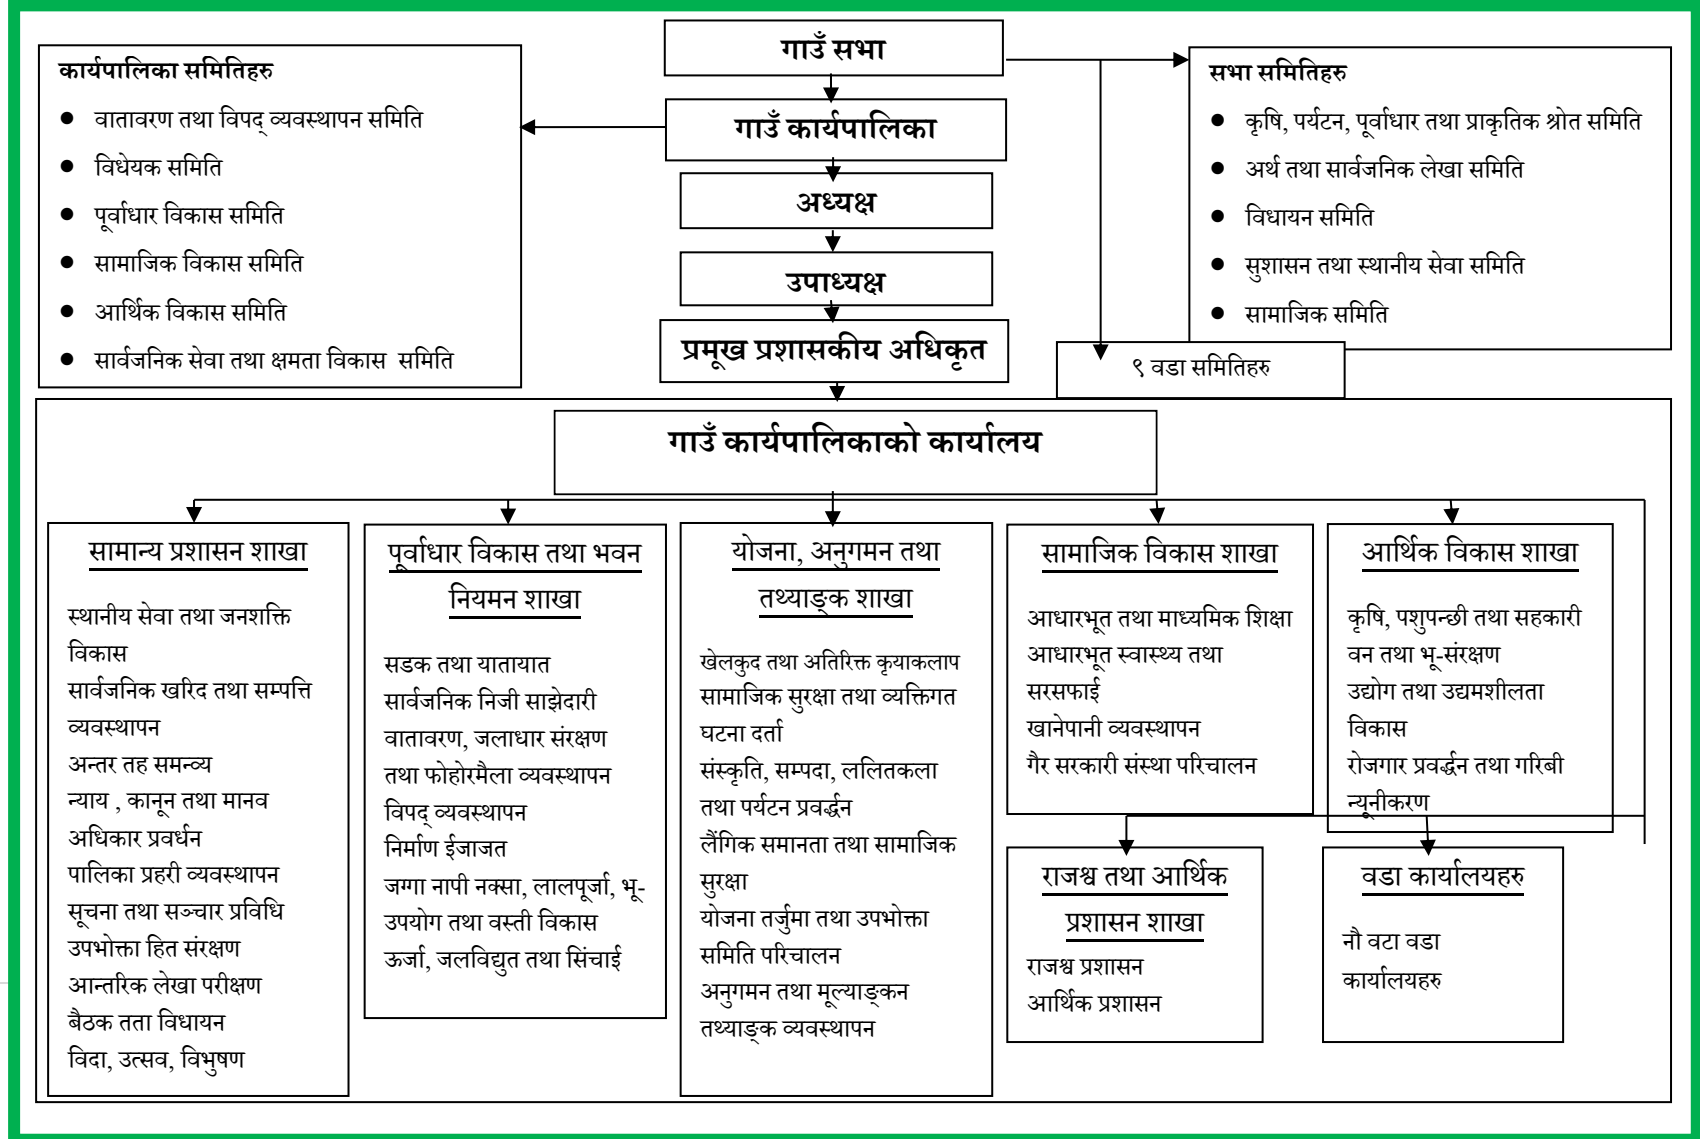 गाउँ सभा
गाउँ कार्यपालिका
अध्यक्ष
उपाध्यक्ष
प्रमूख प्रशासकीय अधिकृत
कार्यपालिका समितिहरु
● वातावरण तथा विपद् व्यवस्थापन समिति
● विधेयक समिति
● पूर्वाधार विकास समिति
● सामाजिक विकास समिति
● आर्थिक विकास समिति
● सार्वजनिक सेवा तथा क्षमता विकास समिति
सभा समितिहरु
● कृषि, पर्यटन, पूर्वाधार तथा प्राकृतिक श्रोत समिति
● अर्थ तथा सार्वजनिक लेखा समिति
● विधायन समिति
● सुशासन तथा स्थानीय सेवा समिति
● सामाजिक समिति
९ वडा समितिहरु
गाउँ कार्यपालिकाको कार्यालय
सामान्य प्रशासन शाखा
स्थानीय सेवा तथा जनशक्ति
विकास
सार्वजनिक खरिद तथा सम्पत्ति
व्यवस्थापन
अन्तर तह समन्व्य
न्याय , कानून तथा मानव
अधिकार प्रवर्धन
पालिका प्रहरी व्यवस्थापन
सूचना तथा सञ्चार प्रविधि
उपभोक्ता हित संरक्षण
आन्तरिक लेखा परीक्षण
बैठक तता विधायन
विदा, उत्सव, विभुषण
पूर्वाधार विकास तथा भवन
नियमन शाखा
सडक तथा यातायात
सार्वजनिक निजी साझेदारी
वातावरण, जलाधार संरक्षण
तथा फोहोरमैला व्यवस्थापन
विपद् व्यवस्थापन
निर्माण ईजाजत
जग्गा नापी नक्सा, लालपूर्जा, भू-
उपयोग तथा वस्ती विकास
ऊर्जा, जलविद्युत तथा सिंचाई
योजना, अनुगमन तथा
तथ्याङ्क शाखा
खेलकुद तथा अतिरिक्त कृयाकलाप
सामाजिक सुरक्षा तथा व्यक्तिगत
घटना दर्ता
संस्कृति, सम्पदा, ललितकला
तथा पर्यटन प्रवर्द्धन
लैंगिक समानता तथा सामाजिक
सुरक्षा
योजना तर्जुमा तथा उपभोक्ता
समिति परिचालन
अनुगमन तथा मूल्याङ्कन
तथ्याङ्क व्यवस्थापन
सामाजिक विकास शाखा
आधारभूत तथा माध्यमिक शिक्षा
आधारभूत स्वास्थ्य तथा
सरसफाई
खानेपानी व्यवस्थापन
गैर सरकारी संस्था परिचालन
आर्थिक विकास शाखा
कृषि, पशुपन्छी तथा सहकारी
वन तथा भू-संरक्षण
उद्योग तथा उद्यमशीलता
विकास
रोजगार प्रवर्द्धन तथा गरिबी
न्यूनीकरण
राजश्व तथा आर्थिक
प्रशासन शाखा
राजश्व प्रशासन
आर्थिक प्रशासन
वडा कार्यालयहरु
नौ वटा वडा
कार्यालयहरु